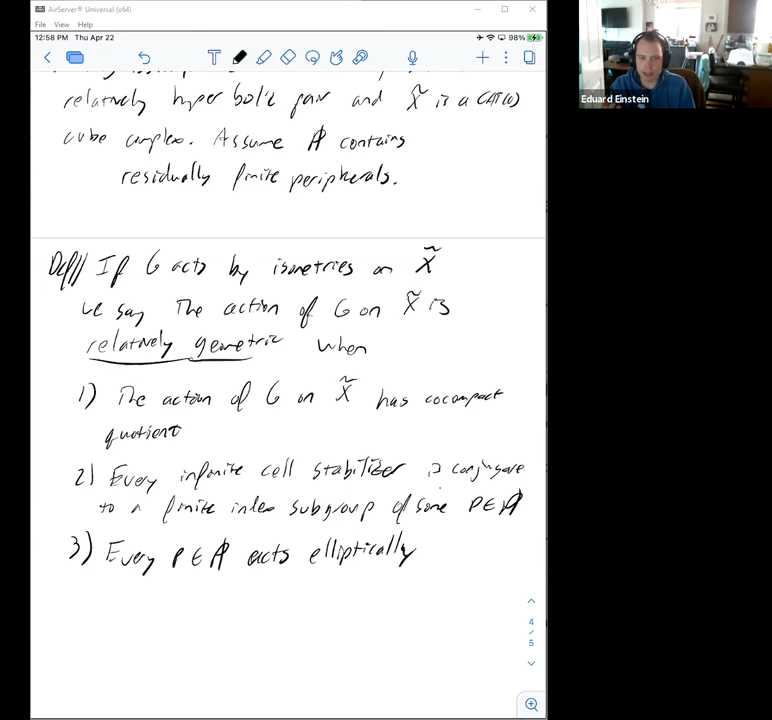 AirServer® Universal (x64)
File View Help
12:58 PM Thu Apr 22
98%
T
relatively hyperbolic pair and X̃ is a CAT(0)
cube complex. Assume ℙ contains
residually finite peripherals.
Def// If G acts by isometries on X̃
we say the action of G on X̃ is
relatively geometric when
1) The action of G on X̃ has cocompact
quotient
2) Every infinite cell stabilizer is conjugate
to a finite index subgroup of some P∈ℙ
3) Every P∈ℙ acts elliptically
4
/
5
Eduard Einstein